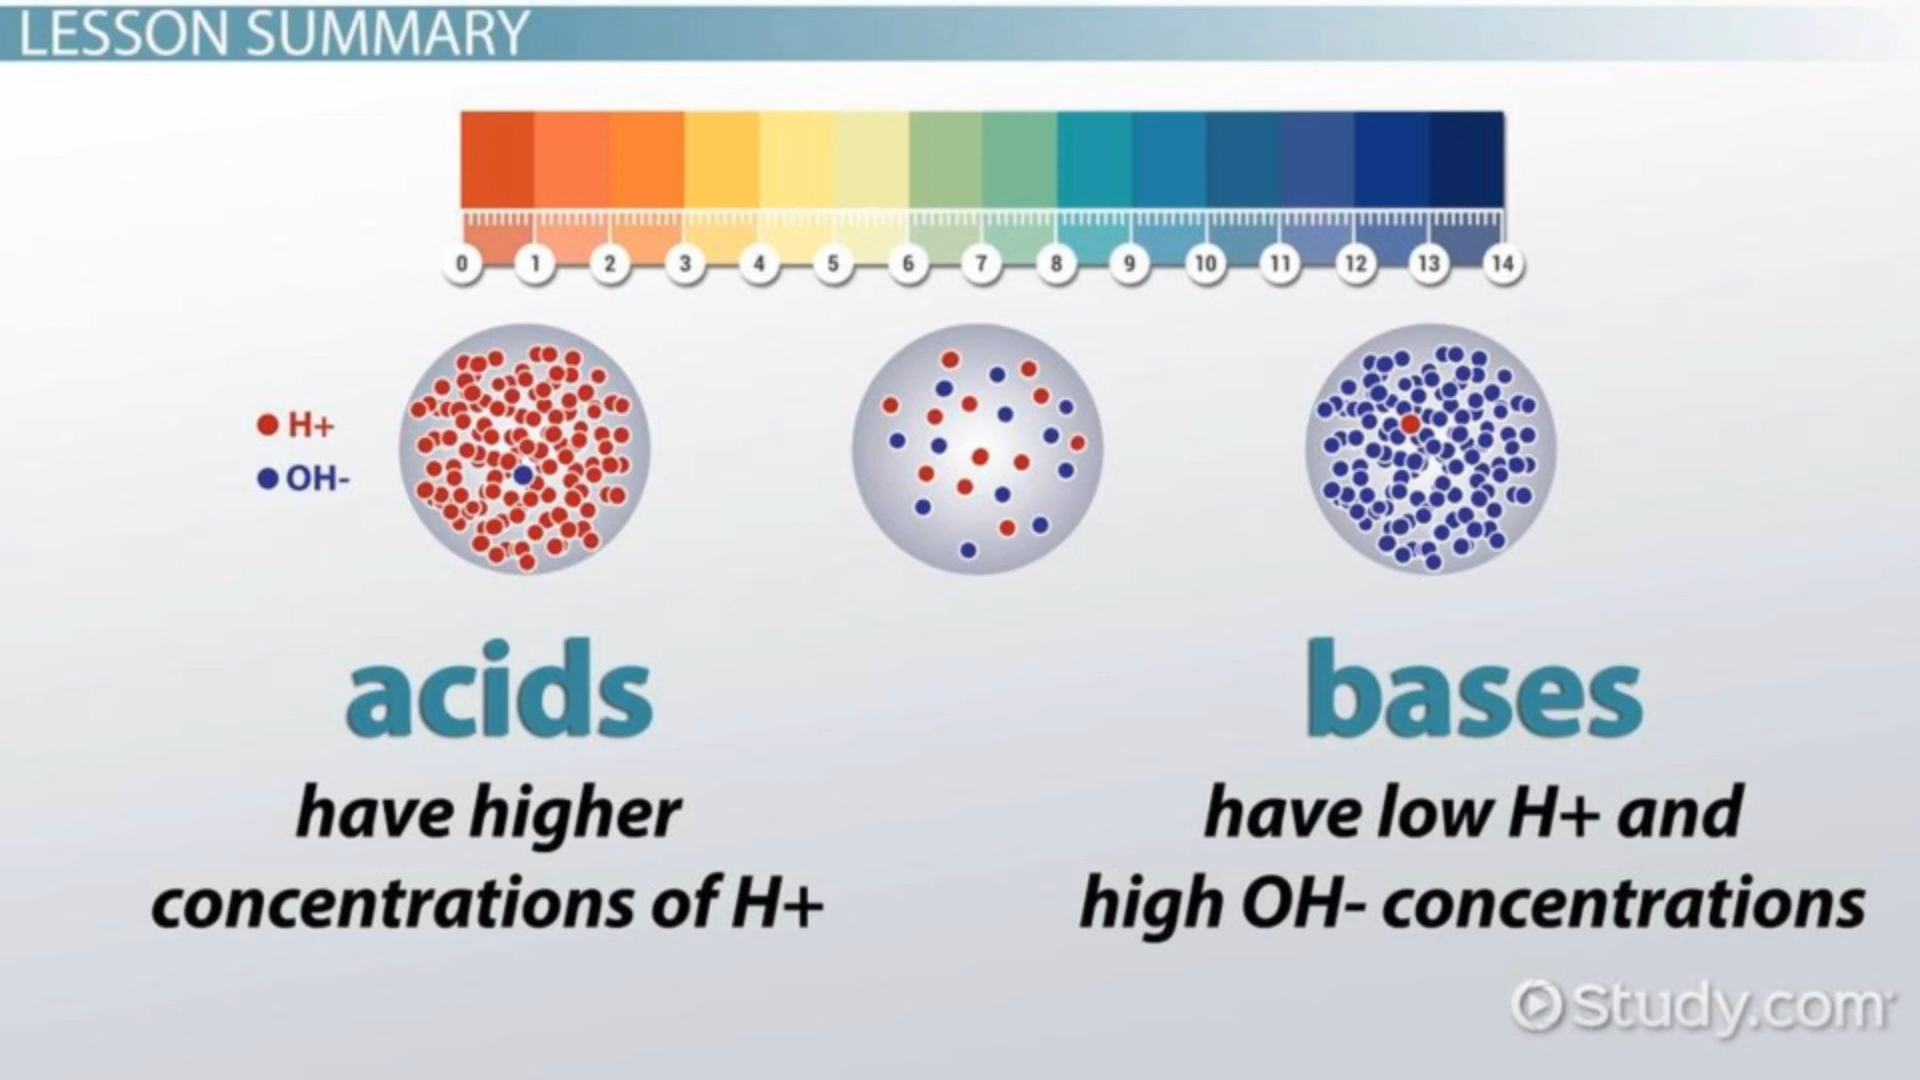 LESSON SUMMARY
0 1 2 3 4 5 6 7 8 9 10 11 12 13 14
H+
OH-
acids
have higher
concentrations of H+
bases
have low H+ and
high OH- concentrations
Study.com